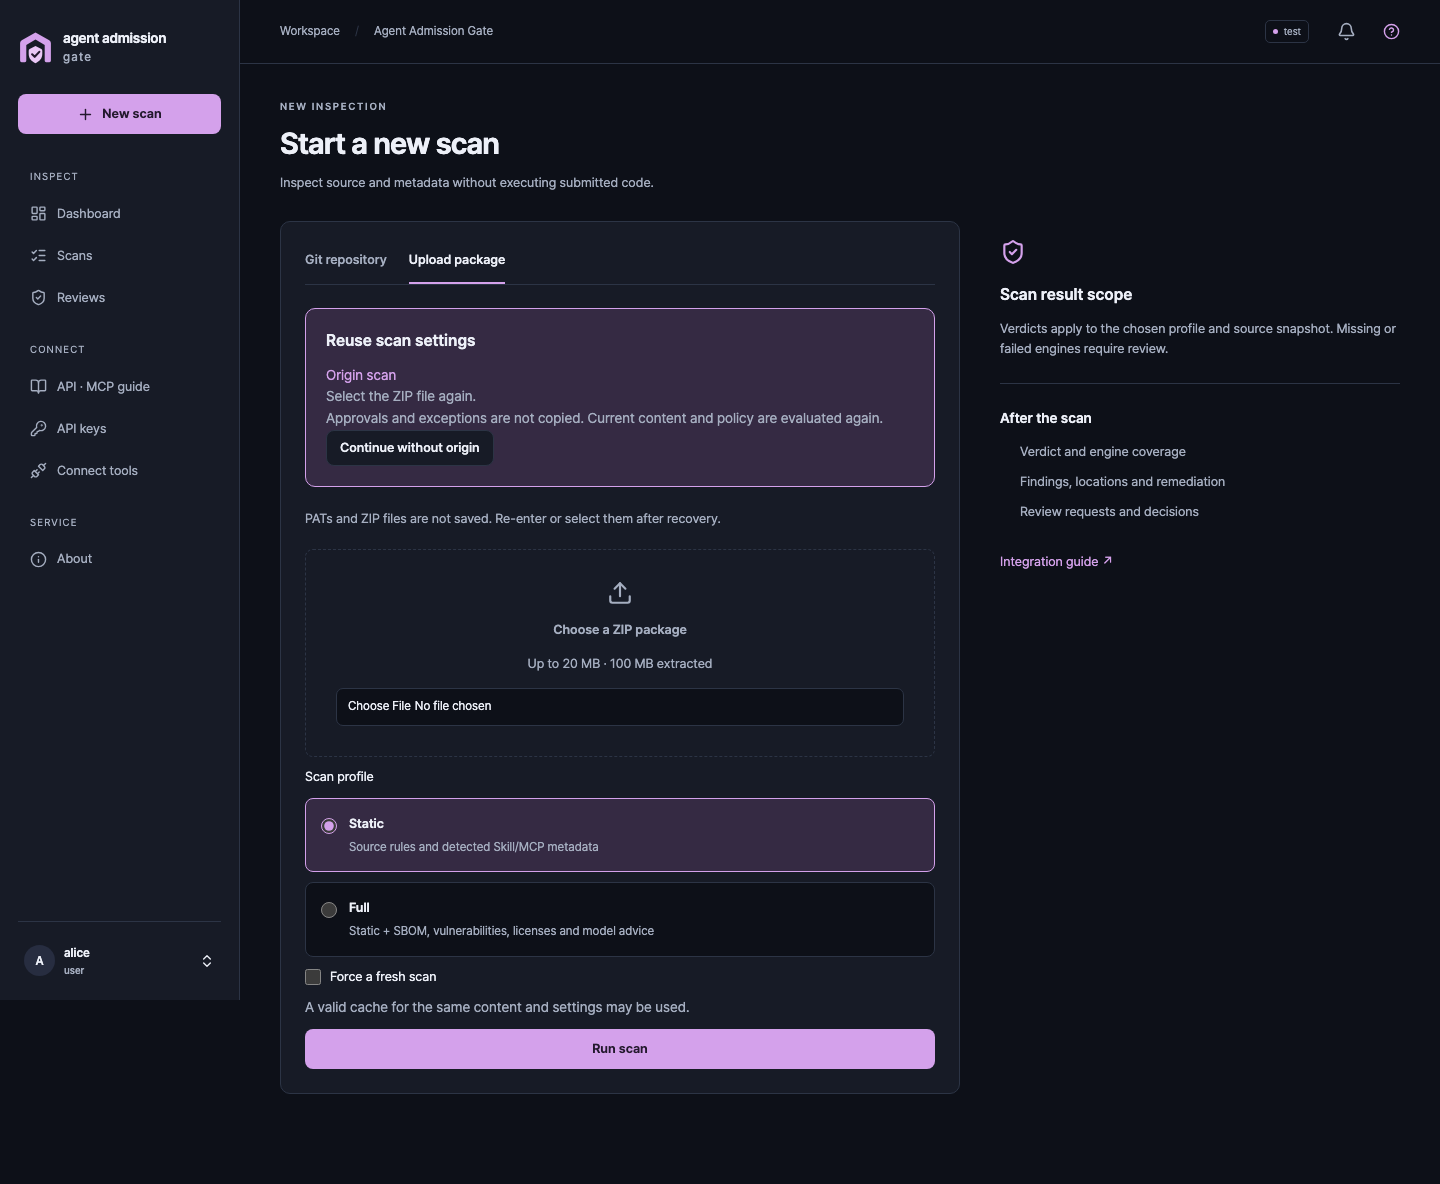 agent admission
gate
New scan
INSPECT
Dashboard
Scans
Reviews
CONNECT
API · MCP guide
API keys
Connect tools
SERVICE
About
A
alice
user
Workspace / Agent Admission Gate
test
NEW INSPECTION
Start a new scan
Inspect source and metadata without executing submitted code.
Git repository
Upload package
Reuse scan settings
Origin scan
Select the ZIP file again.
Approvals and exceptions are not copied. Current content and policy are evaluated again.
Continue without origin
PATs and ZIP files are not saved. Re-enter or select them after recovery.
Choose a ZIP package
Up to 20 MB · 100 MB extracted
Choose File No file chosen
Scan profile
Static
Source rules and detected Skill/MCP metadata
Full
Static + SBOM, vulnerabilities, licenses and model advice
Force a fresh scan
A valid cache for the same content and settings may be used.
Run scan
Scan result scope
Verdicts apply to the chosen profile and source snapshot. Missing or
failed engines require review.
After the scan
Verdict and engine coverage
Findings, locations and remediation
Review requests and decisions
Integration guide ↗